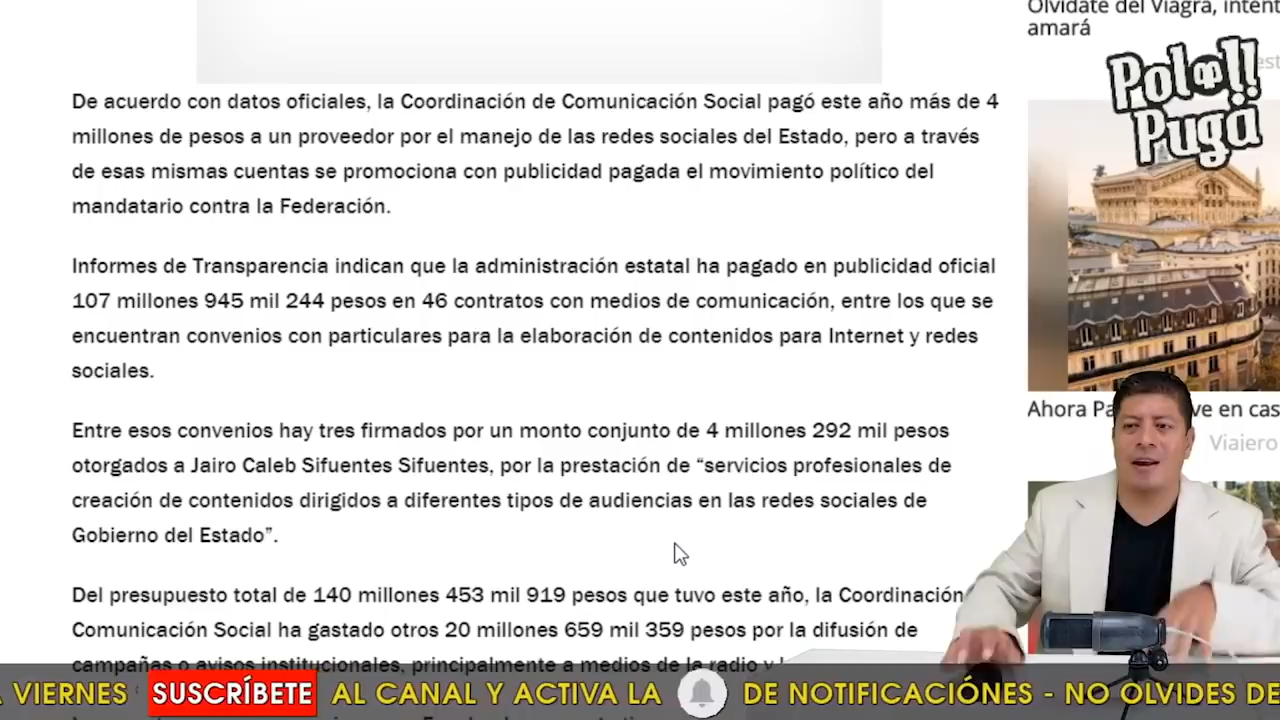 Olvídate del Viagra, intent
amará
Pol !!
Puga
De acuerdo con datos oficiales, la Coordinación de Comunicación Social pagó este año más de 4
millones de pesos a un proveedor por el manejo de las redes sociales del Estado, pero a través
de esas mismas cuentas se promociona con publicidad pagada el movimiento político del
mandatario contra la Federación.
Informes de Transparencia indican que la administración estatal ha pagado en publicidad oficial
107 millones 945 mil 244 pesos en 46 contratos con medios de comunicación, entre los que se
encuentran convenios con particulares para la elaboración de contenidos para Internet y redes
sociales.
Ahora Pa ve en cas
Viajero
Entre esos convenios hay tres firmados por un monto conjunto de 4 millones 292 mil pesos
otorgados a Jairo Caleb Sifuentes Sifuentes, por la prestación de “servicios profesionales de
creación de contenidos dirigidos a diferentes tipos de audiencias en las redes sociales de
Gobierno del Estado”.
Del presupuesto total de 140 millones 453 mil 919 pesos que tuvo este año, la Coordinación
Comunicación Social ha gastado otros 20 millones 659 mil 359 pesos por la difusión de
campañas o avisos institucionales, principalmente a medios de la radio y
A VIERNES SUSCRÍBETE AL CANAL Y ACTIVA LA DE NOTIFICACIÓNES - NO OLVIDES DE